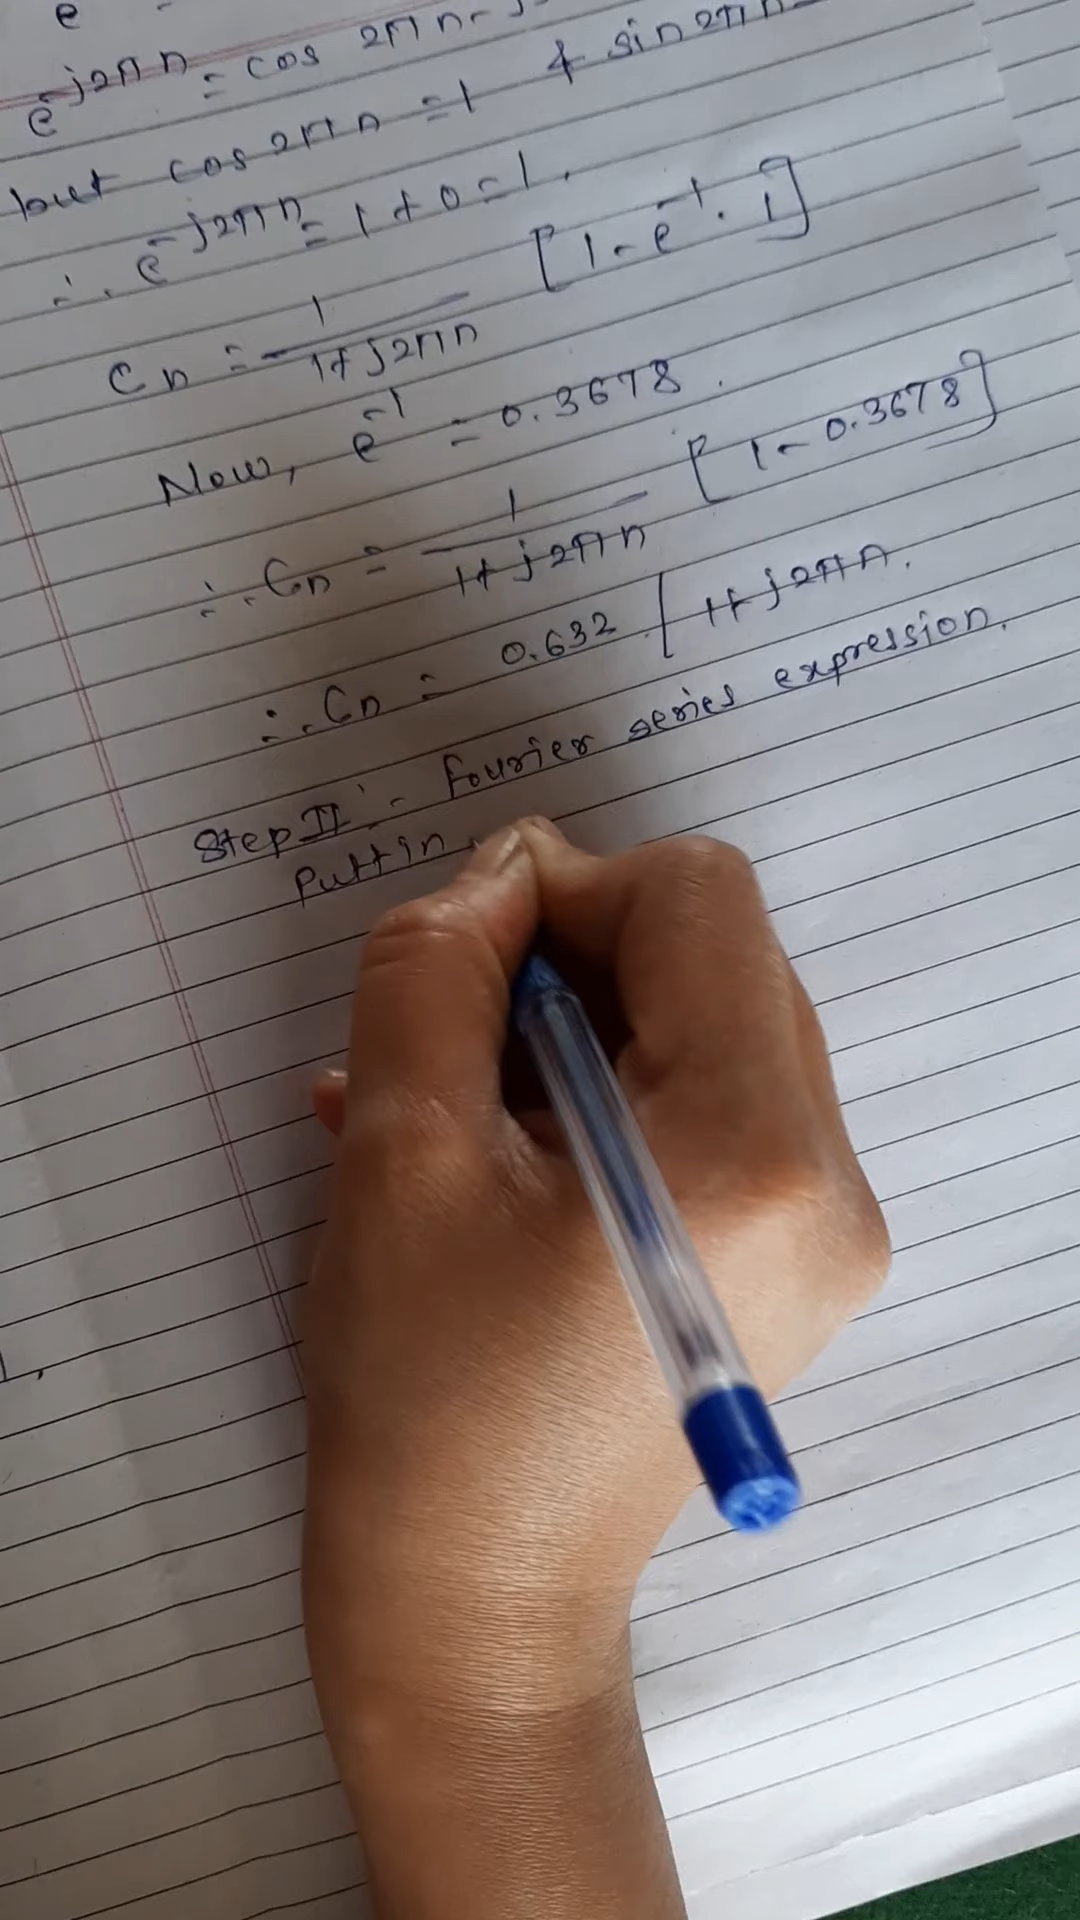 e
e^-j2πn = cos 2πn -
but cos 2πn = 1 & sin 2πn
∴ e^-j2πn = 1 + 0 = 1.
Cn = 1/(1+j2πn) [1 - e^-1 . 1]
Now, e^-1 = 0.3678.
∴ Cn = 1/(1+j2πn) [1 - 0.3678]
∴ Cn = 0.632 / 1+j2πn.
Step II :- Fourier series expression.
Puttin